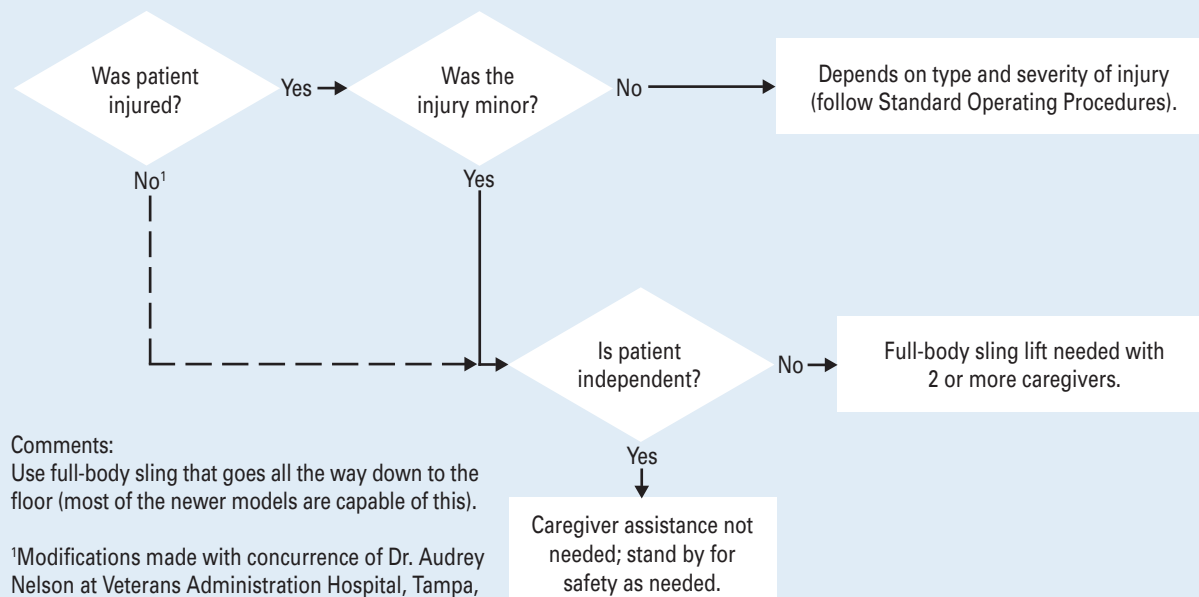 Was patient
injured?
Yes
Was the
injury minor?
No
Depends on type and severity of injury
(follow Standard Operating Procedures).
No¹
Yes
Is patient
independent?
No
Full-body sling lift needed with
2 or more caregivers.
Yes
Caregiver assistance not
needed; stand by for
safety as needed.
Comments:
Use full-body sling that goes all the way down to the
floor (most of the newer models are capable of this).
¹Modifications made with concurrence of Dr. Audrey
Nelson at Veterans Administration Hospital, Tampa,